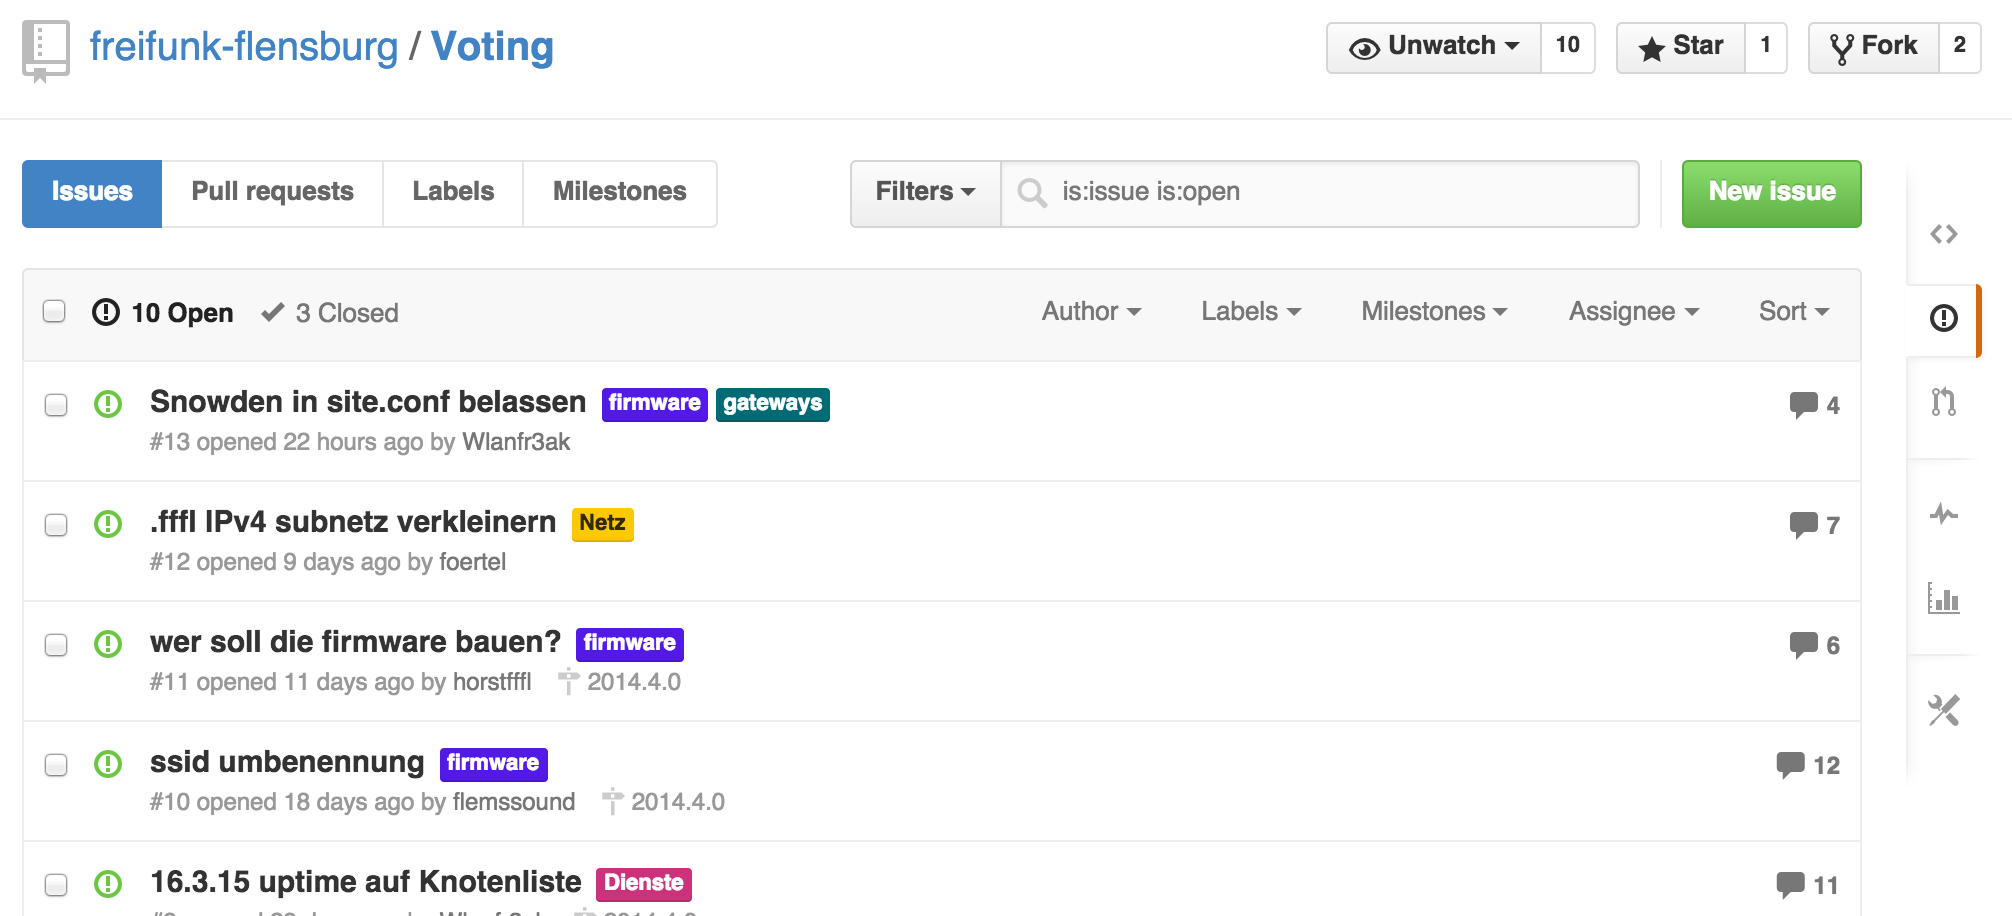 freifunk-flensburg / Voting
Unwatch 10 Star 1 Fork 2
Issues Pull requests Labels Milestones Filters is:issue is:open New issue
10 Open 3 Closed Author Labels Milestones Assignee Sort
Snowden in site.conf belassen firmware gateways 4
#13 opened 22 hours ago by Wlanfr3ak
.fffl IPv4 subnetz verkleinern Netz 7
#12 opened 9 days ago by foertel
wer soll die firmware bauen? firmware 6
#11 opened 11 days ago by horstfffl 2014.4.0
ssid umbenennung firmware 12
#10 opened 18 days ago by flemssound 2014.4.0
16.3.15 uptime auf Knotenliste Dienste 11